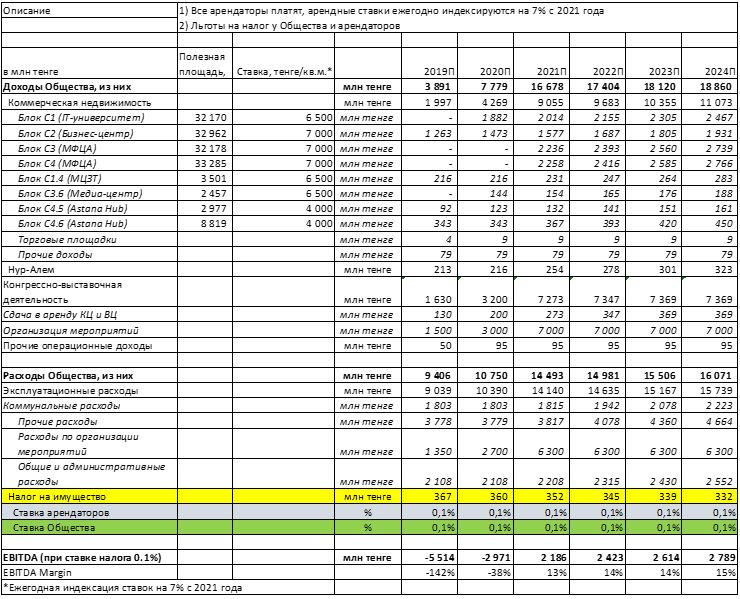 Описание 1) Все арендаторы платят, арендные ставки ежегодно индексируются на 7% с 2021 года
2) Льготы на налог у Общества и арендаторов
в млн тенге Полезная площадь, Ставка, тенге/кв.м.* 2019П 2020П 2021П 2022П 2023П 2024П
Доходы Общества, из них млн тенге 3 891 7 779 16 678 17 404 18 120 18 860
Коммерческая недвижимость млн тенге 1 997 4 269 9 055 9 683 10 355 11 073
Блок С1 (IT-университет) 32 170 6 500 млн тенге - 1 882 2 014 2 155 2 305 2 467
Блок С2 (Бизнес-центр) 32 962 7 000 млн тенге 1 263 1 473 1 577 1 687 1 805 1 931
Блок С3 (МФЦА) 32 178 7 000 млн тенге - - 2 236 2 393 2 560 2 739
Блок С4 (МФЦА) 33 285 7 000 млн тенге - - 2 258 2 416 2 585 2 766
Блок С1.4 (МЦЗТ) 3 501 6 500 млн тенге 216 216 231 247 264 283
Блок С3.6 (Медиа-центр) 2 457 6 500 млн тенге - 144 154 165 176 188
Блок С4.5 (Astana Hub) 2 977 4 000 млн тенге 92 123 132 141 151 161
Блок С4.6 (Astana Hub) 8 819 4 000 млн тенге 343 343 367 393 420 450
Торговые площадки млн тенге 4 9 9 9 9 9
Прочие доходы млн тенге 79 79 79 79 79 79
Нур-Алем млн тенге 213 216 254 278 301 323
Конгрессно-выставочная
деятельность млн тенге 1 630 3 200 7 273 7 347 7 369 7 369
Сдача в аренду КЦ и ВЦ млн тенге 130 200 273 347 369 369
Организация мероприятий млн тенге 1 500 3 000 7 000 7 000 7 000 7 000
Прочие операционные доходы млн тенге 50 95 95 95 95 95
Расходы Общества, из них млн тенге 9 406 10 750 14 493 14 981 15 506 16 071
Эксплуатационные расходы млн тенге 9 039 10 390 14 140 14 635 15 167 15 739
Коммунальные расходы млн тенге 1 803 1 803 1 815 1 942 2 078 2 223
Прочие расходы млн тенге 3 778 3 779 3 817 4 078 4 360 4 664
Расходы по организации
мероприятий млн тенге 1 350 2 700 6 300 6 300 6 300 6 300
Общие и административные
расходы млн тенге 2 108 2 108 2 208 2 315 2 430 2 552
Налог на имущество млн тенге 367 360 352 345 339 332
Ставка арендаторов % 0,1% 0,1% 0,1% 0,1% 0,1% 0,1%
Ставка Общества % 0,1% 0,1% 0,1% 0,1% 0,1% 0,1%
EBITDA (при ставке налога 0.1%) млн тенге -5 514 -2 971 2 186 2 423 2 614 2 789
EBITDA Margin -142% -38% 13% 14% 14% 15%
*Ежегодная индексация ставок на 7% с 2021 года